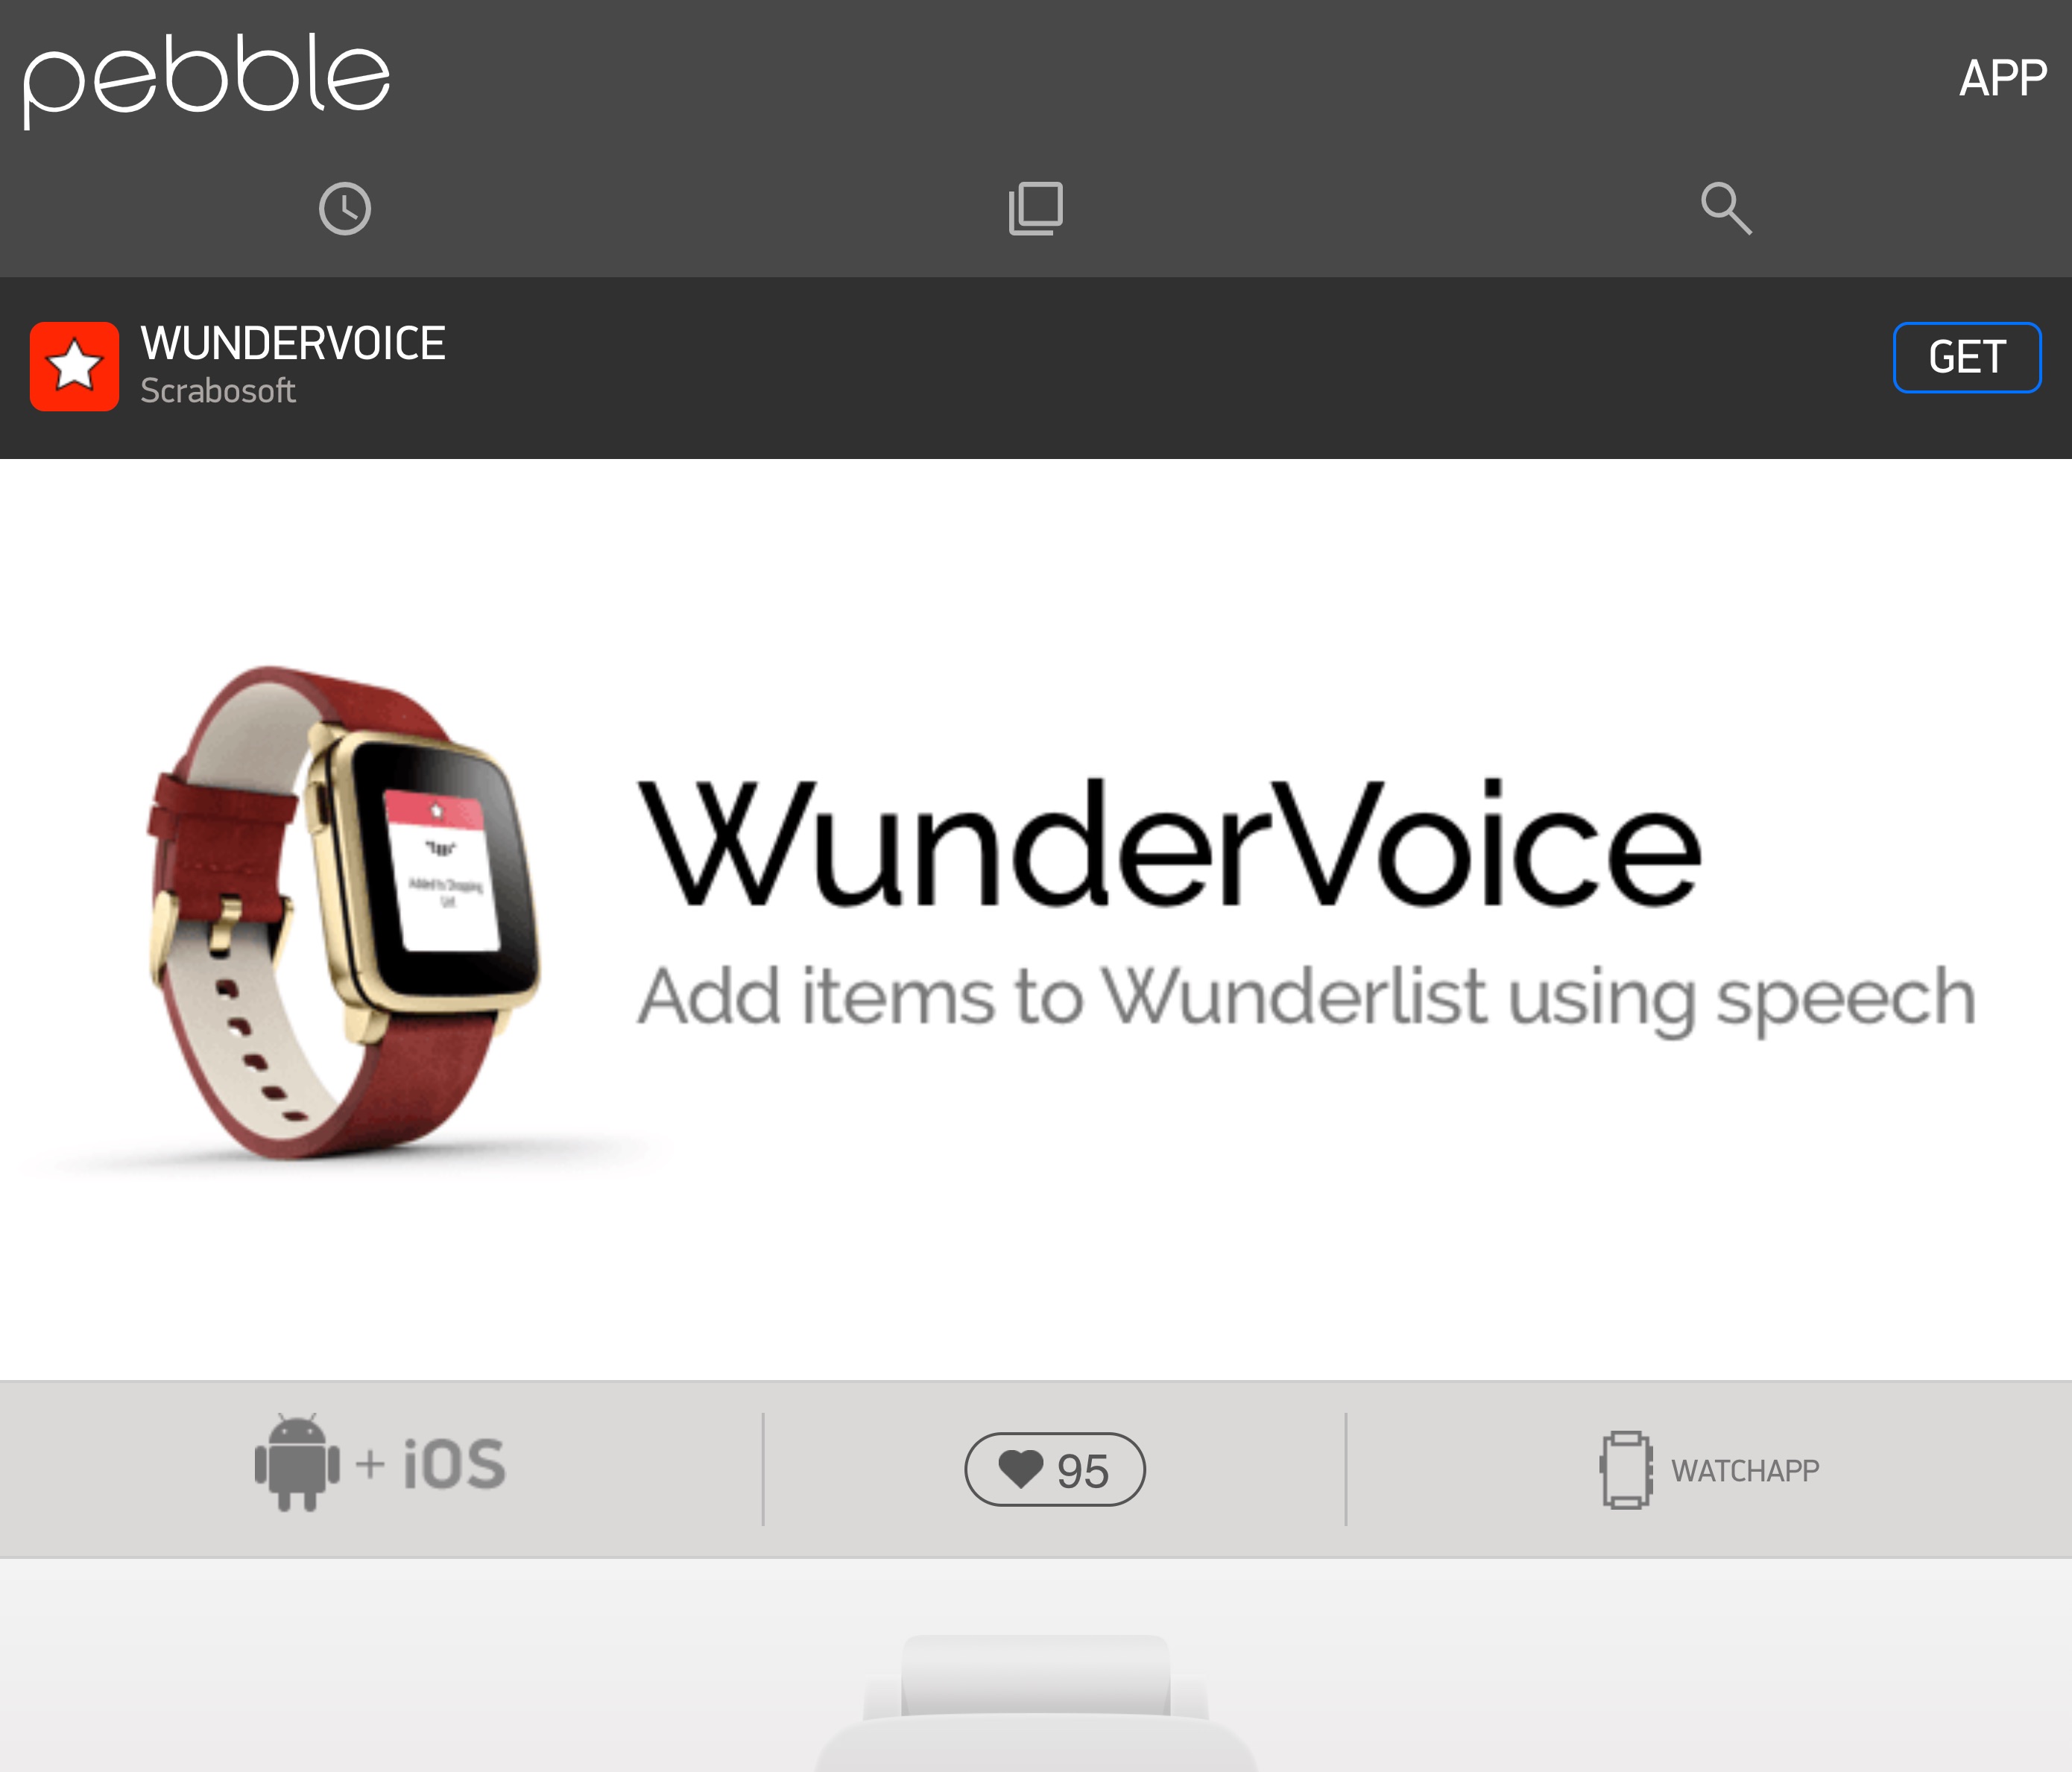 pebble
APP
WUNDERVOICE
Scrabosoft
GET
WunderVoice
Add items to Wunderlist using speech
Added to Shopping
List
+ iOS
95
WATCHAPP